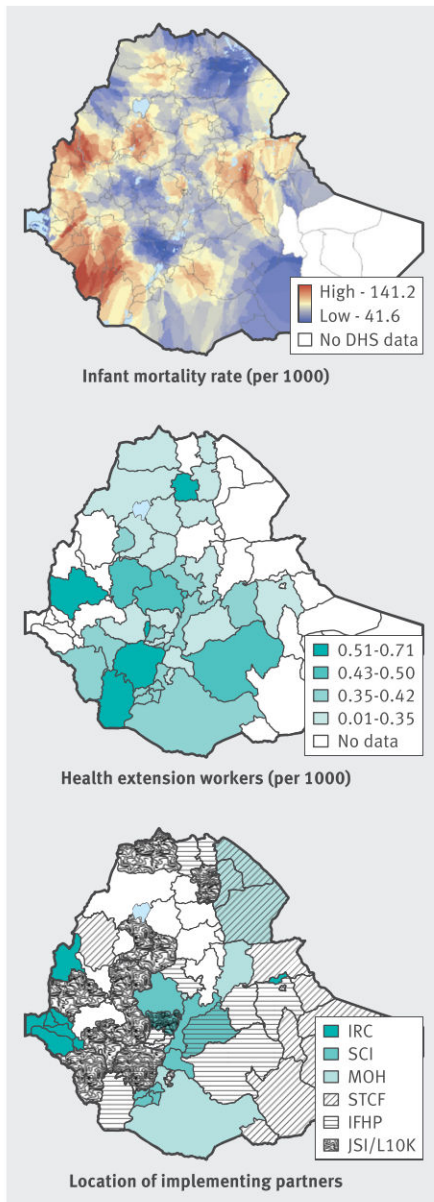 High - 141.2
Low - 41.6
No DHS data
Infant mortality rate (per 1000)
0.51-0.71
0.43-0.50
0.35-0.42
0.01-0.35
No data
Health extension workers (per 1000)
IRC
SCI
MOH
STCF
IFHP
JSI/L10K
Location of implementing partners